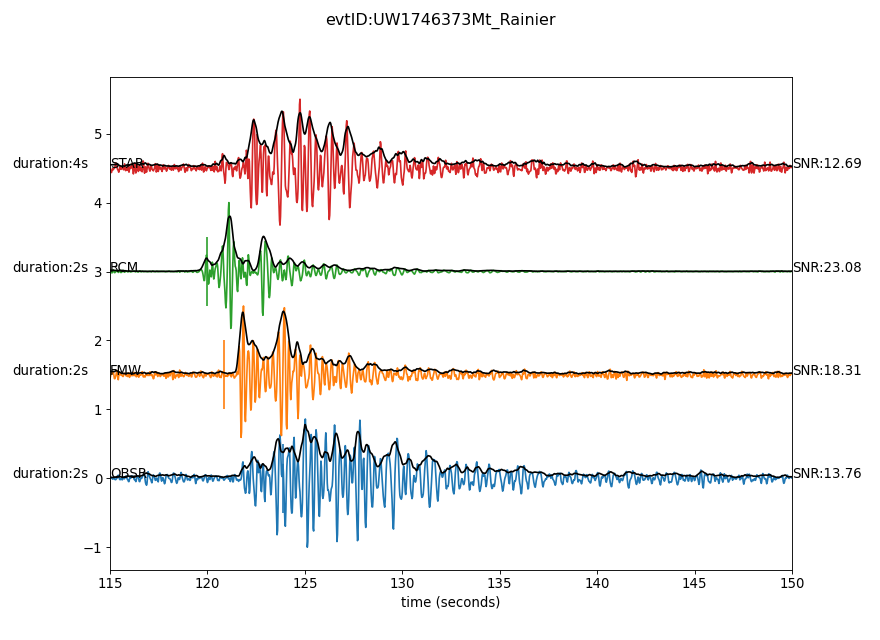 evtID:UW1746373Mt_Rainier
5
duration:4s STAR SNR:12.69
4
duration:2s 3 RCM SNR:23.08
2
duration:2s FMW SNR:18.31
1
duration:2s 0 OBSR SNR:13.76
−1
115 120 125 130 135 140 145 150
time (seconds)